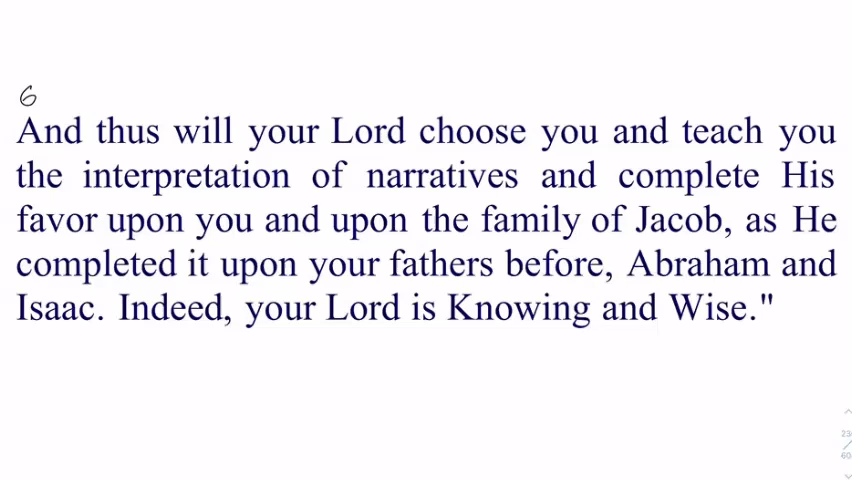 6
And thus will your Lord choose you and teach you
the interpretation of narratives and complete His
favor upon you and upon the family of Jacob, as He
completed it upon your fathers before, Abraham and
Isaac. Indeed, your Lord is Knowing and Wise."